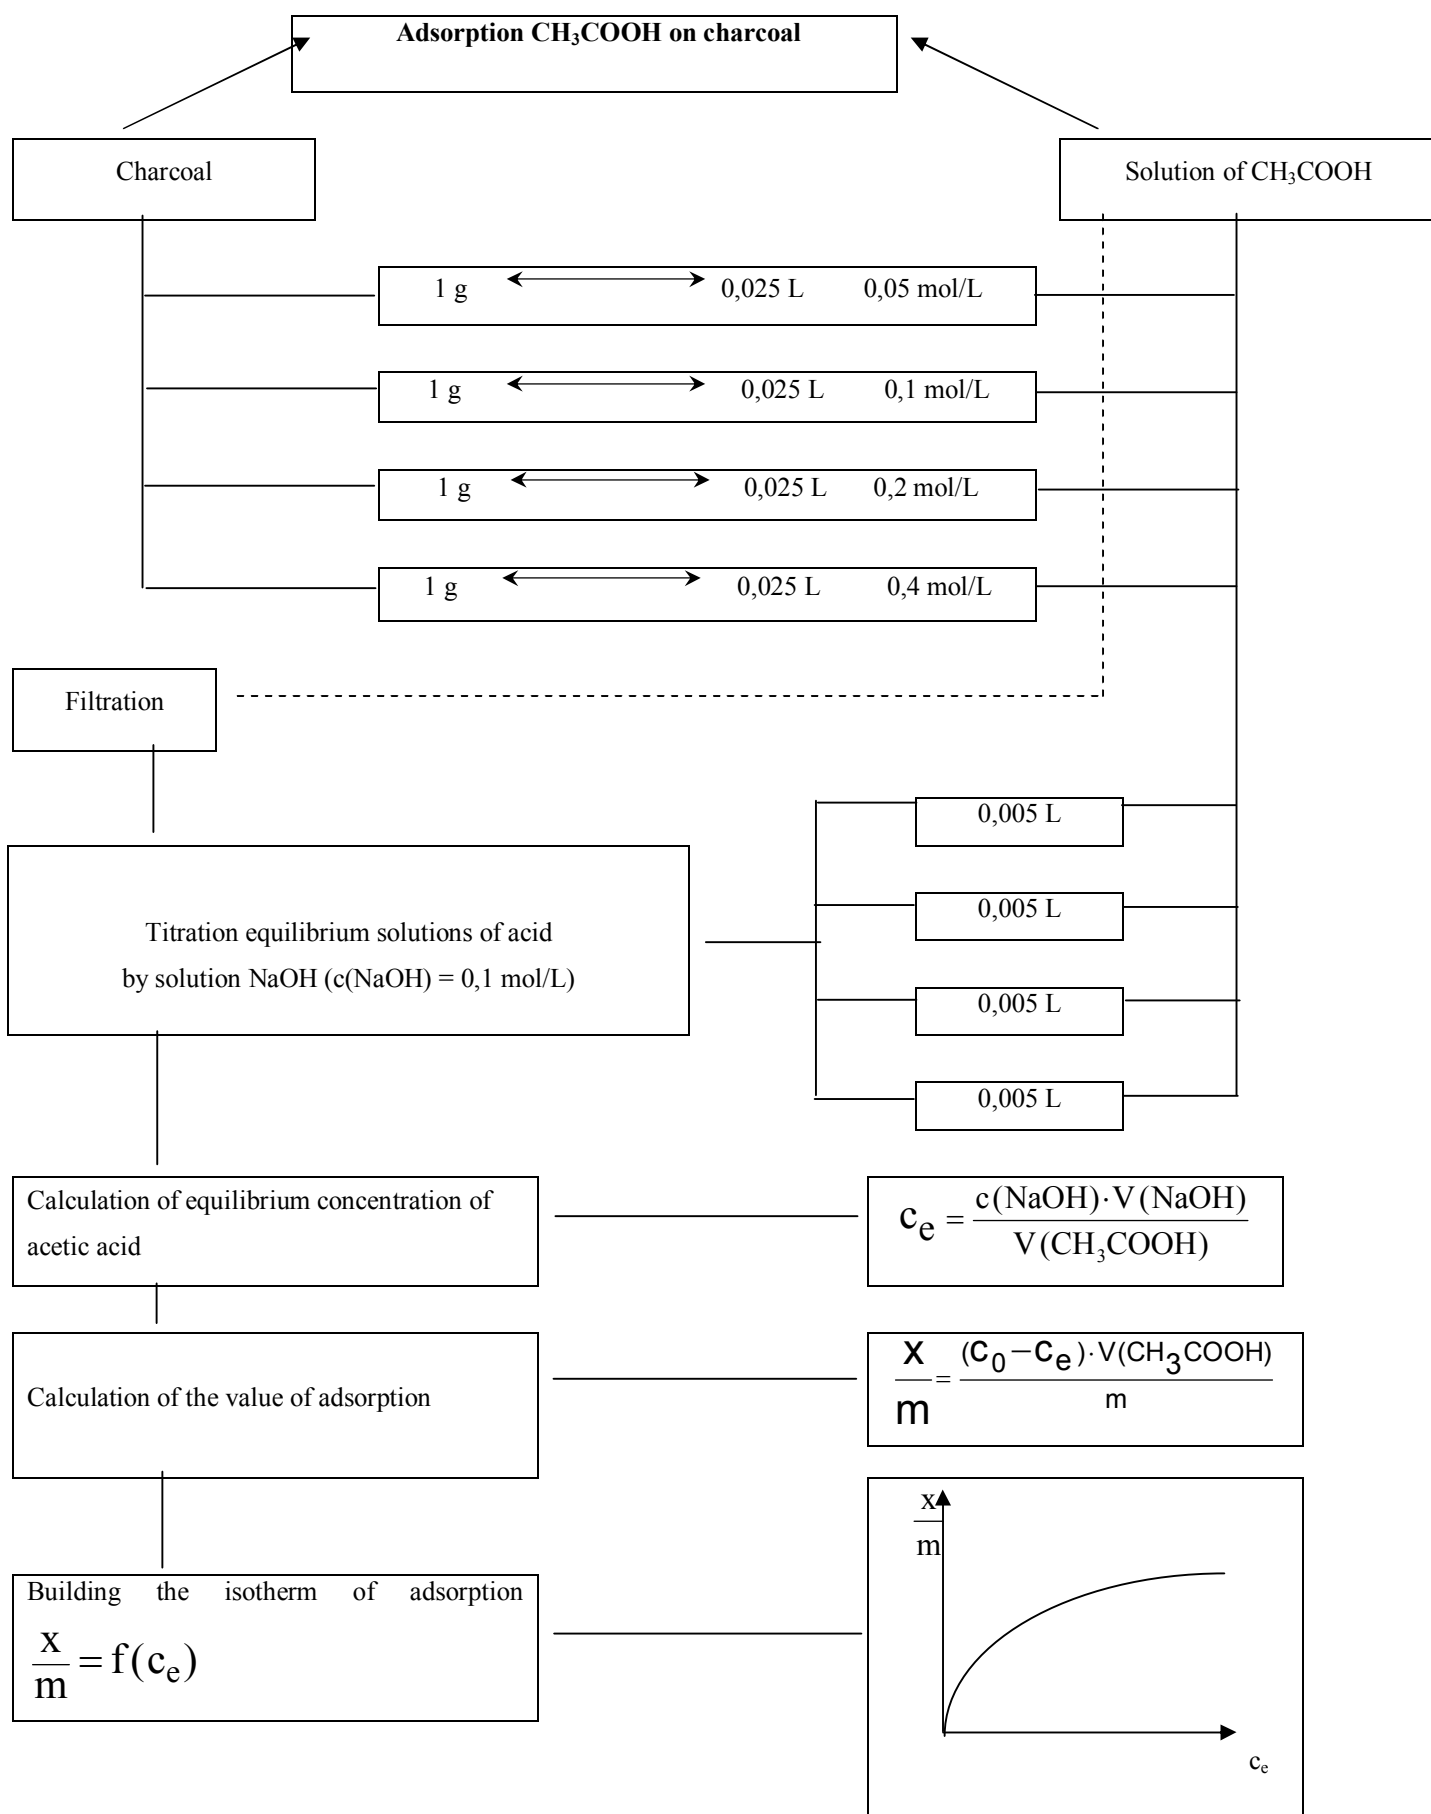 Adsorption CH₃COOH on charcoal
Charcoal
Solution of CH₃COOH
1 g 0,025 L 0,05 mol/L
1 g 0,025 L 0,1 mol/L
1 g 0,025 L 0,2 mol/L
1 g 0,025 L 0,4 mol/L
Filtration
0,005 L
0,005 L
0,005 L
0,005 L
Titration equilibrium solutions of acid
by solution NaOH (c(NaOH) = 0,1 mol/L)
Calculation of equilibrium concentration of
acetic acid
cₑ = c(NaOH)·V(NaOH) / V(CH₃COOH)
Calculation of the value of adsorption
x/m = (c₀−cₑ)·V(CH₃COOH) / m
Building the isotherm of adsorption
x/m = f(cₑ)
x/m
cₑ